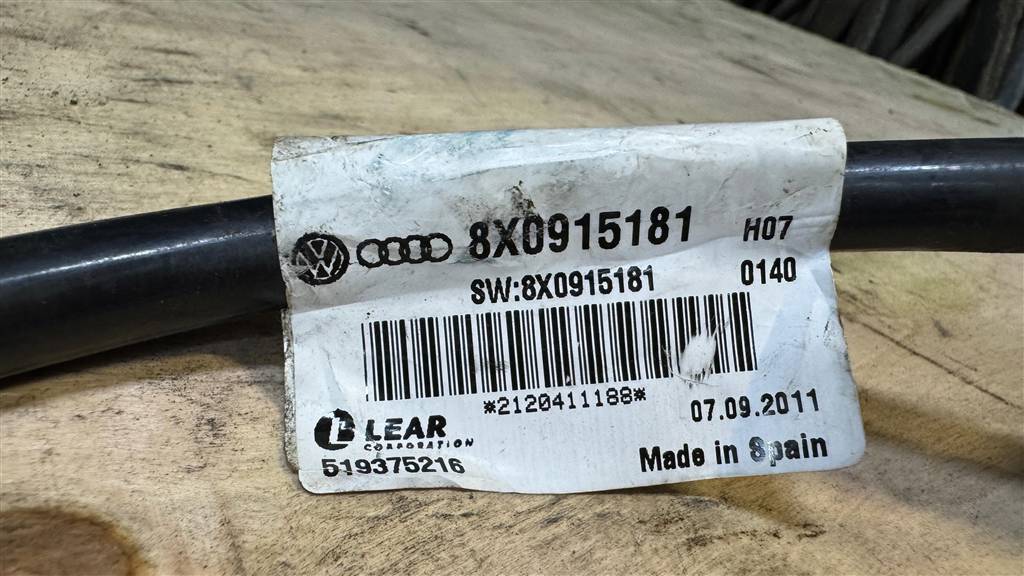 8X0915181 H07
SW:8X0915181 0140
*2120411188*
07.09.2011
LEAR
CORPORATION
519375216
Made in Spain